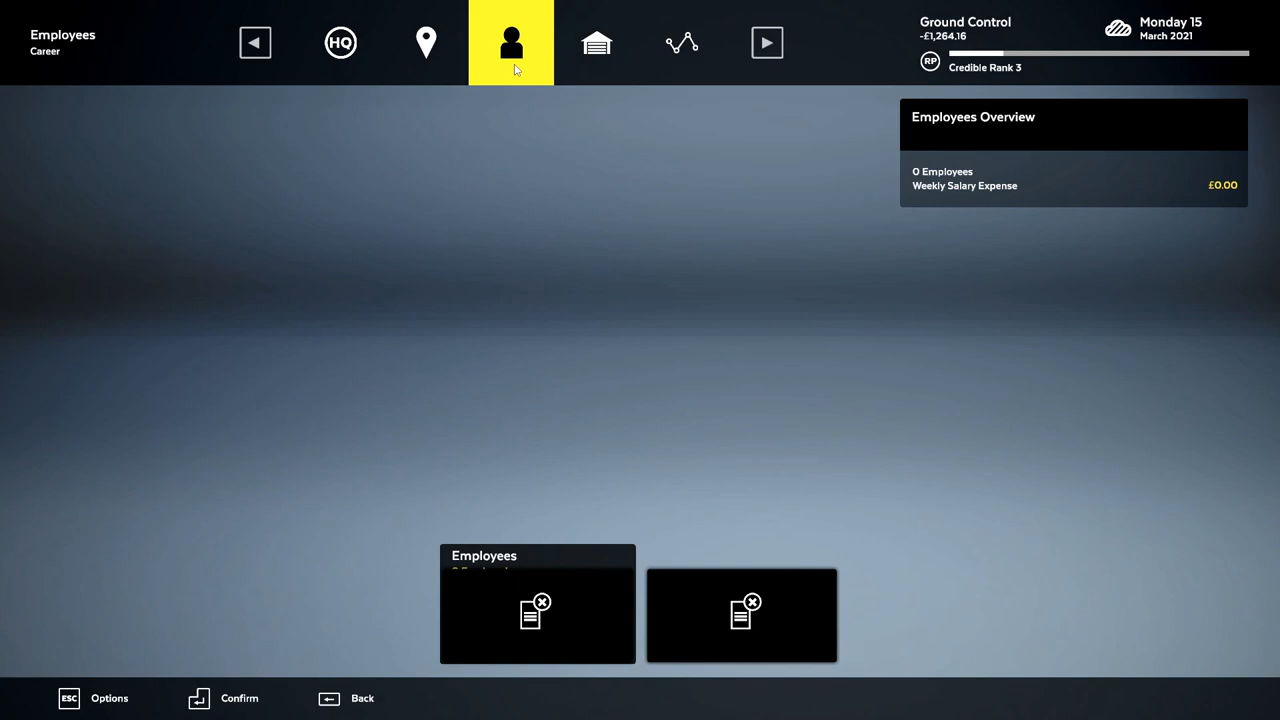 Employees
Career
HQ
Ground Control
-£1,264.16
Monday 15
March 2021
RP
Credible Rank 3
Employees Overview
0 Employees
Weekly Salary Expense £0.00
Employees
ESC Options
Confirm
Back